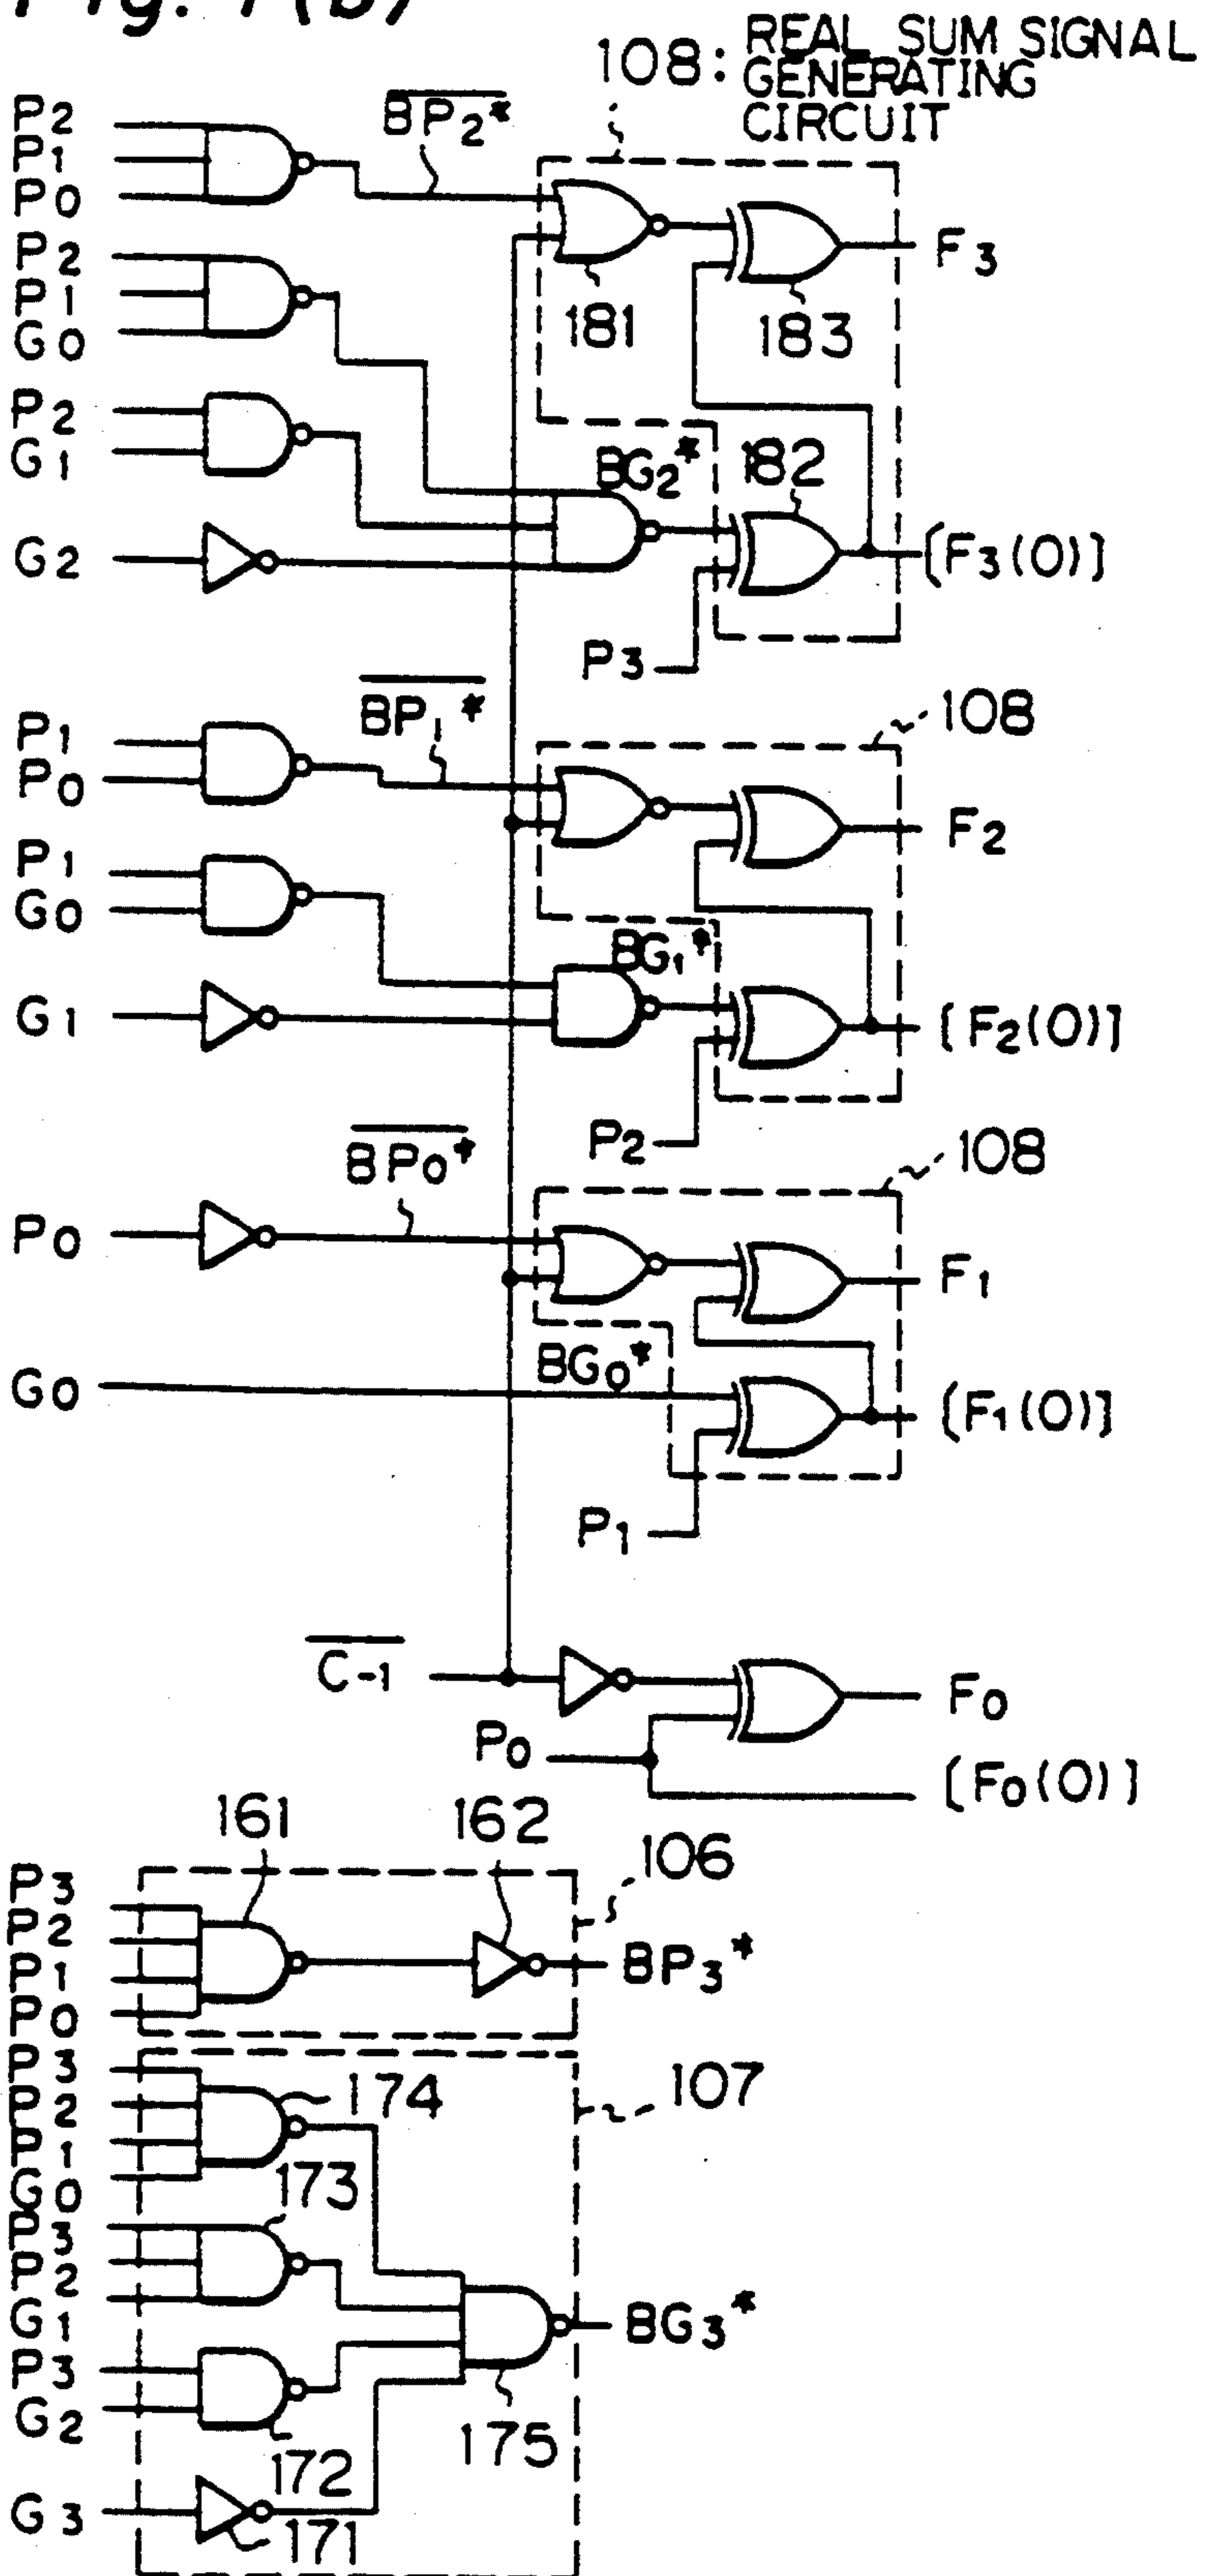 Fig. 1(b)
108: REAL SUM SIGNAL
GENERATING
CIRCUIT
P2
P1
P0
BP2*
181
183
F3
P2
P1
G0
P2
G1
BG2*
182
G2
[F3(0)]
P3
BP1*
108
P1
P0
F2
P1
G0
BG1*
G1
[F2(0)]
P2
BP0*
108
P0
F1
BG0*
G0
[F1(0)]
P1
C-1
F0
P0
[F0(0)]
161
162
106
P3
P2
P1
P0
BP3*
P3
P2
P1
G0
174
107
173
P3
P2
G1
BG3*
P3
G2
172
175
G3
171